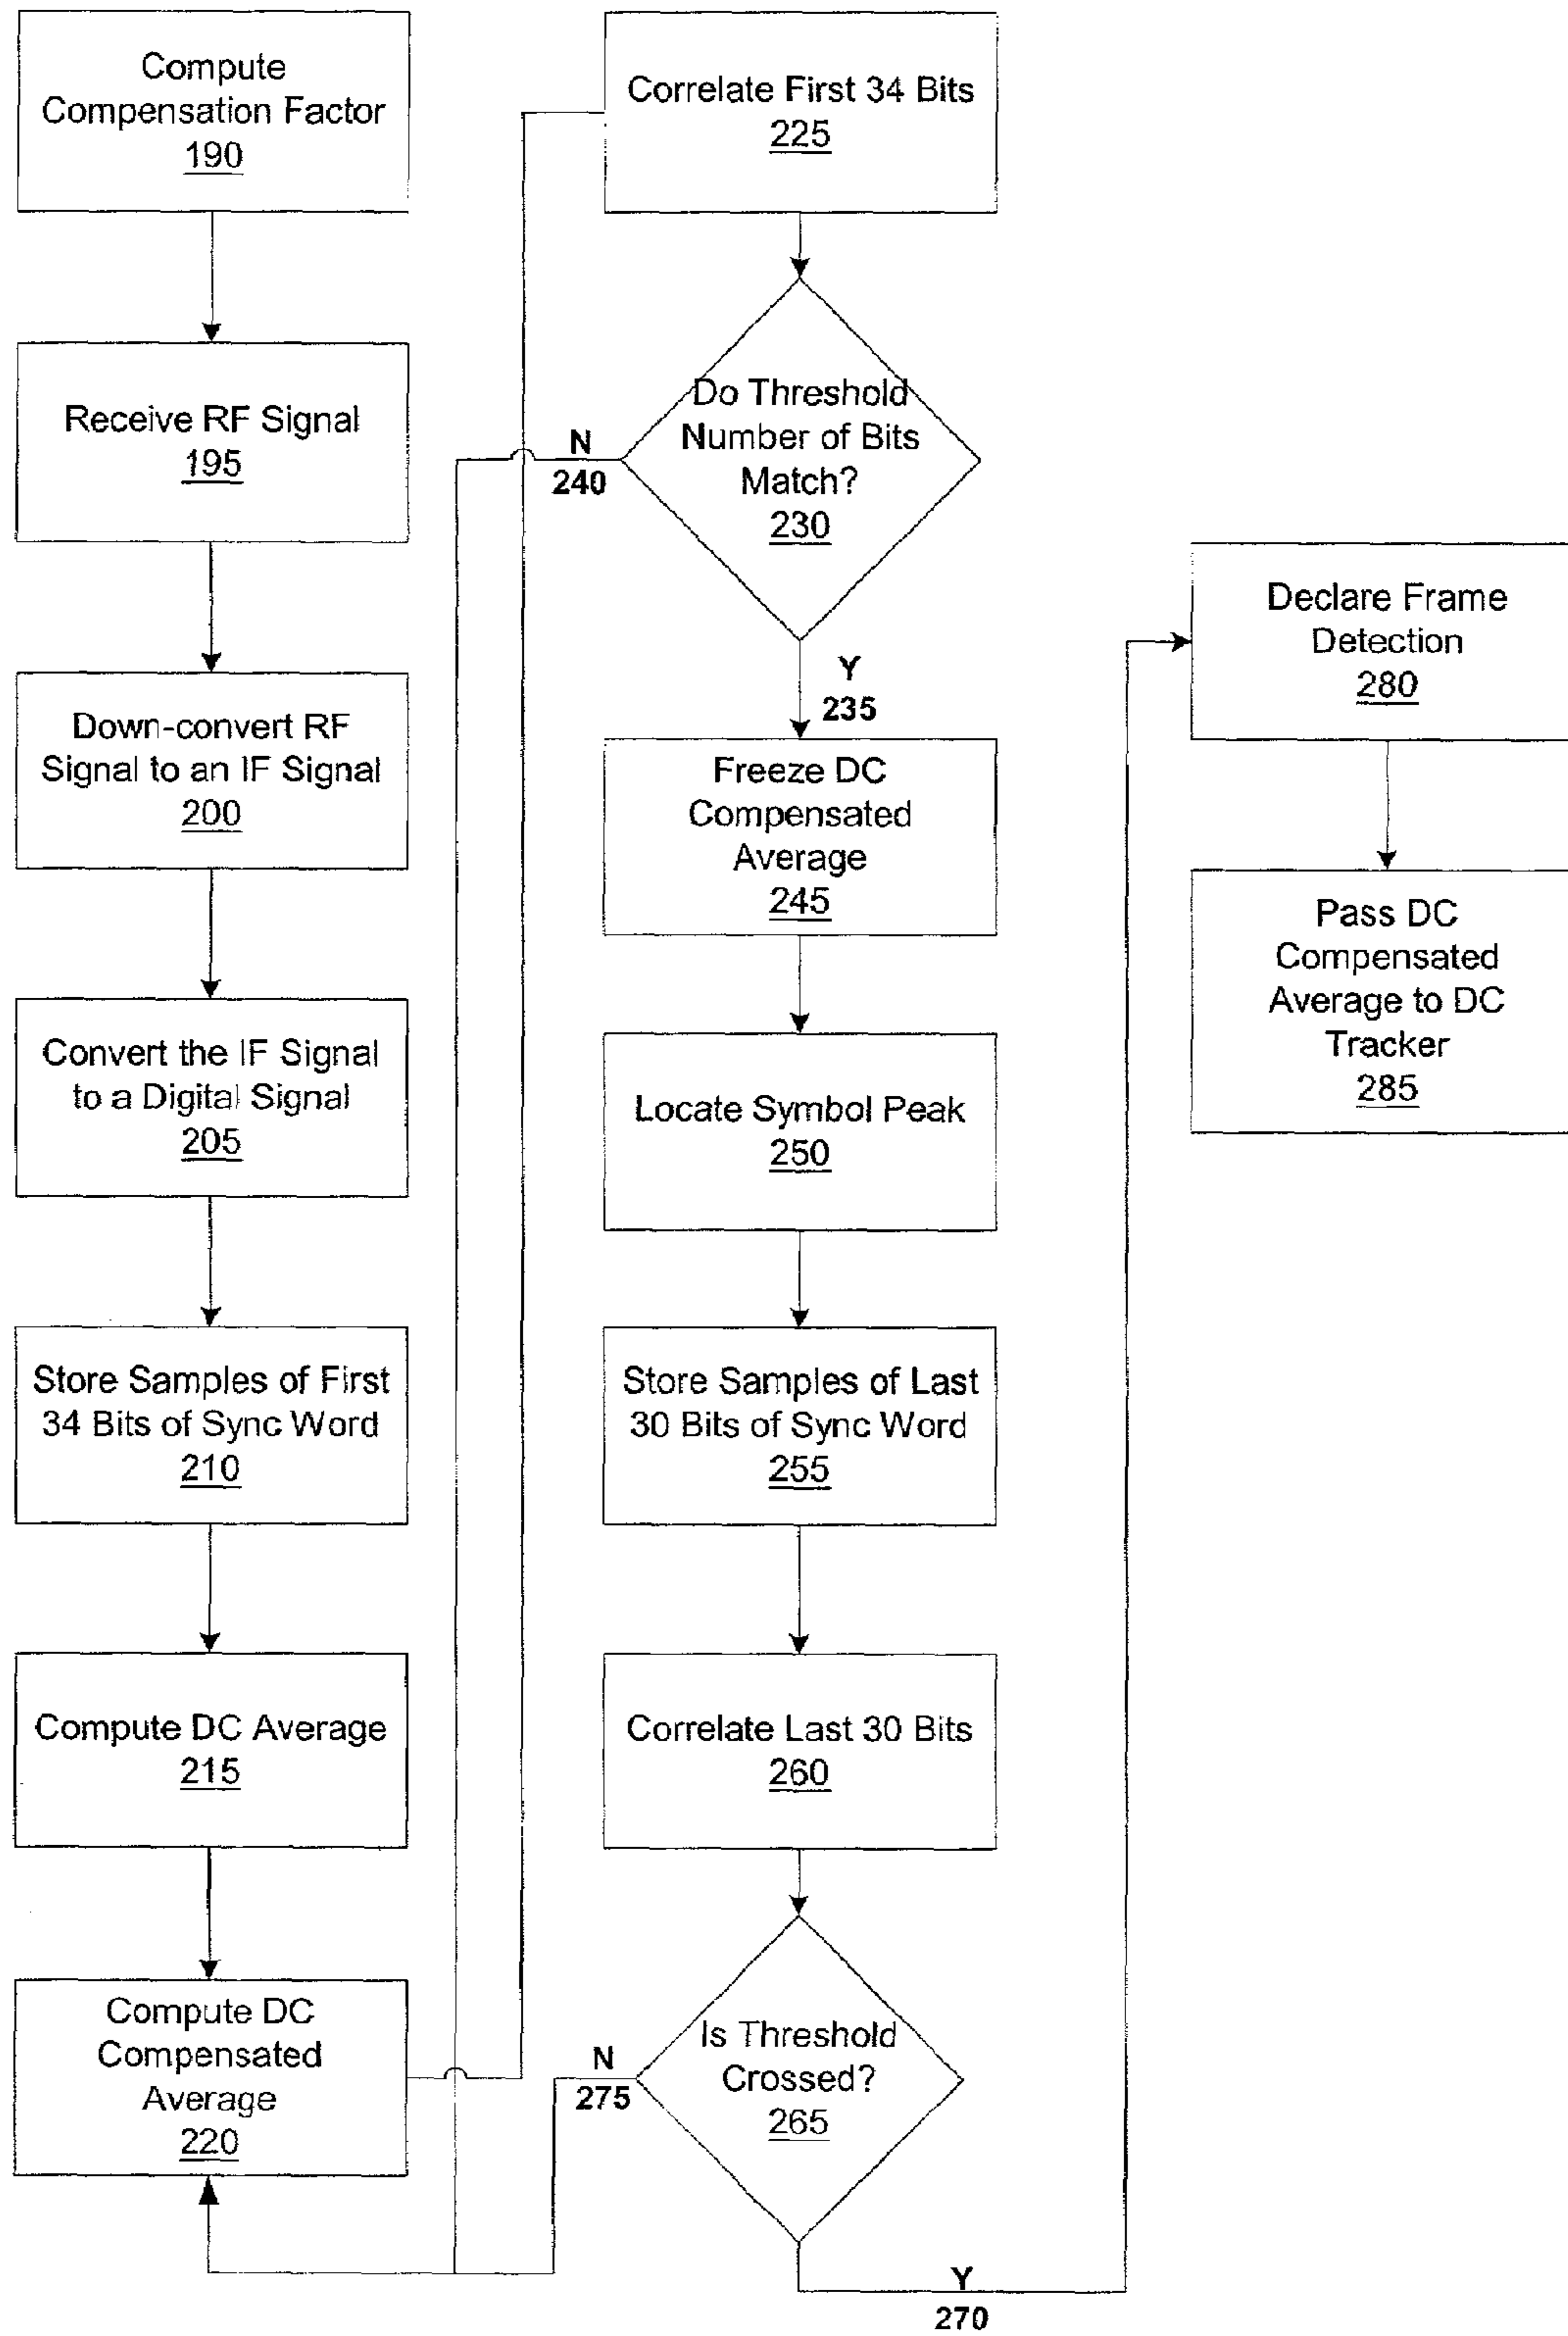 Compute
Compensation Factor
190
Receive RF Signal
195
Down-convert RF
Signal to an IF Signal
200
Convert the IF Signal
to a Digital Signal
205
Store Samples of First
34 Bits of Sync Word
210
Compute DC Average
215
Compute DC
Compensated
Average
220
Correlate First 34 Bits
225
Do Threshold
Number of Bits
Match?
230
N
240
Y
235
Freeze DC
Compensated
Average
245
Locate Symbol Peak
250
Store Samples of Last
30 Bits of Sync Word
255
Correlate Last 30 Bits
260
Is Threshold
Crossed?
265
N
275
Y
270
Declare Frame
Detection
280
Pass DC
Compensated
Average to DC
Tracker
285